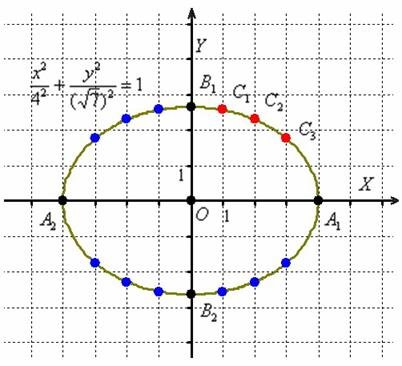 Y
x²/4² + y²/(√7)² = 1
B₁ C₁ C₂
C₃
1
X
A₂ O 1 A₁
B₂